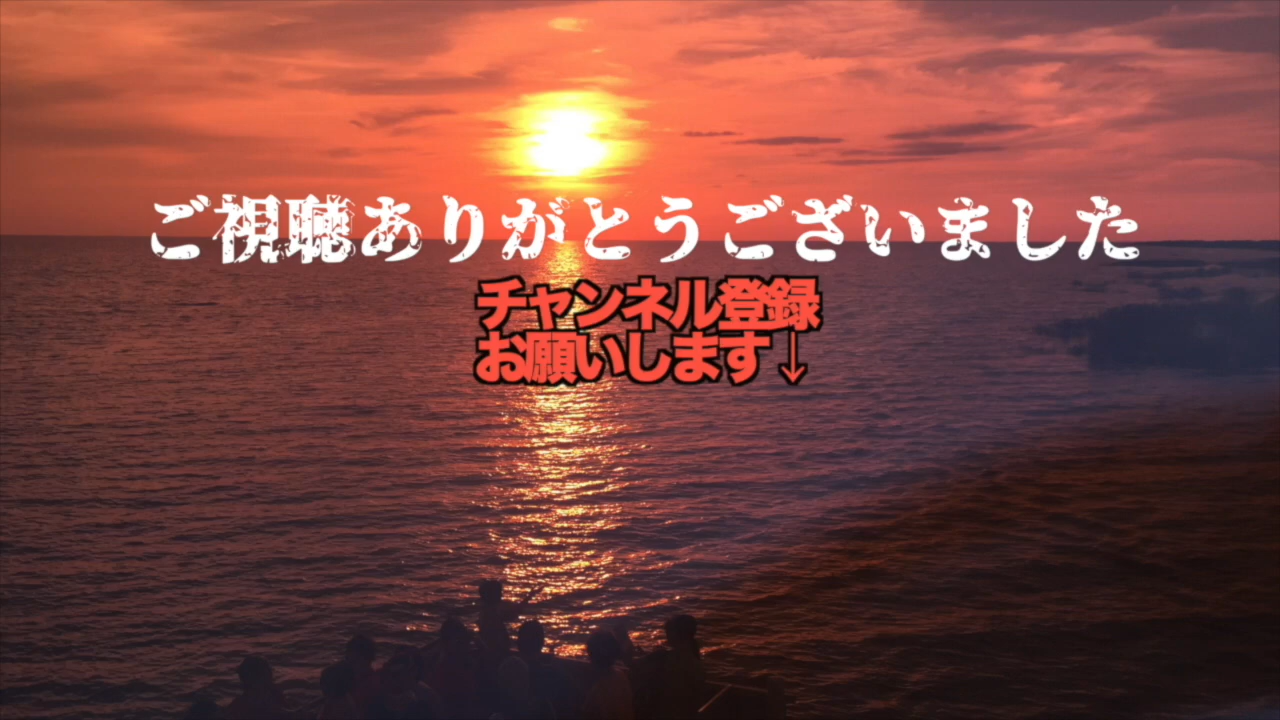 ご視聴ありがとうございました
チャンネル登録
お願いします↓